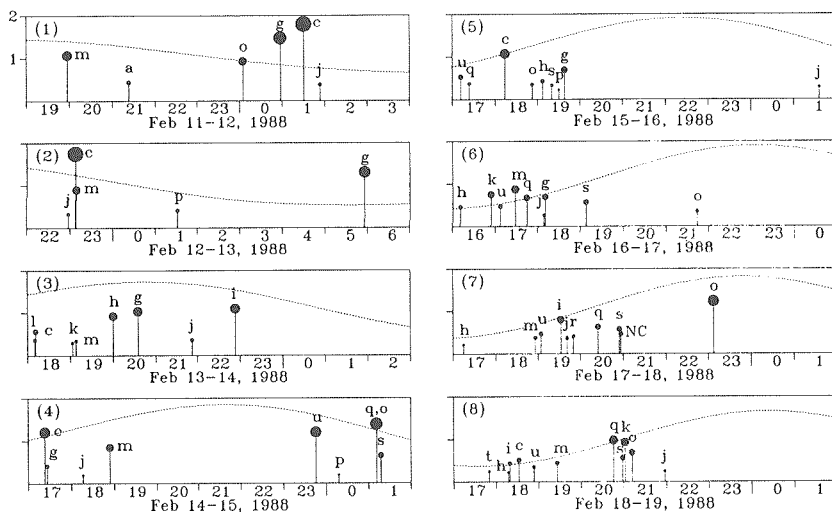 2
1
(1)
m
a
o
g
c
j
19 20 21 22 23 0 1 2 3
Feb 11-12, 1988
(2)
c
j
m
p
g
22 23 0 1 2 3 4 5 6
Feb 12-13, 1988
(3)
l
c
k
m
h
g
j
i
18 19 20 21 22 23 0 1 2
Feb 13-14, 1988
(4)
o
g
j
m
u
p
q,o
s
17 18 19 20 21 22 23 0 1
Feb 14-15, 1988
(5)
u
q
c
o
h
s
p
g
j
17 18 19 20 21 22 23 0 1
Feb 15-16, 1988
(6)
h
k
u
m
q
j
g
s
o
16 17 18 19 20 21 22 23 0
Feb 16-17, 1988
(7)
h
m
u
i
jr
q
s
NC
o
17 18 19 20 21 22 23 0 1
Feb 17-18, 1988
(8)
t
h
i
c
u
m
q
s
k
o
j
17 18 19 20 21 22 23 0 1
Feb 18-19, 1988